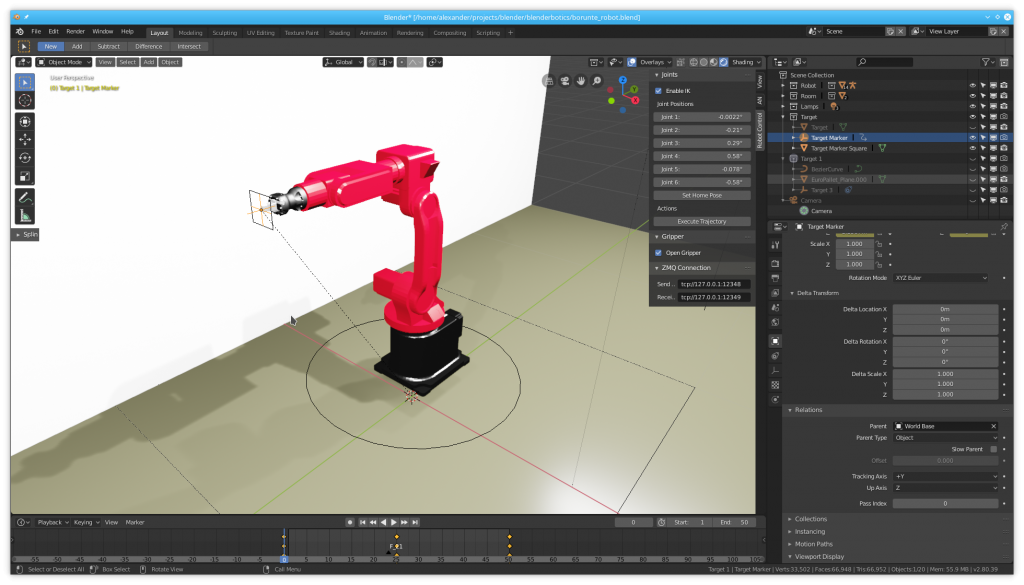 Blender* [/home/alexander/projects/blender/blenderbotics/borunte_robot.blend]
File Edit Render Window Help Layout Modeling Sculpting UV Editing Texture Paint Shading Animation Rendering Compositing Scripting Scene View Layer
New Add Subtract Difference Intersect
Object Mode View Select Add Object Global Overlays Shading
User Perspective
(0) Target 1 | Target Marker
Splin
Joints
Enable IK
Joint Positions
Joint 1: -0.0022°
Joint 2: -0.21°
Joint 3: 0.29°
Joint 4: 0.58°
Joint 5: -0.078°
Joint 6: -0.58°
Set Home Pose
Actions
Execute Trajectory
Gripper
Open Gripper
ZMQ Connection
Send .. tcp://127.0.0.1:12348
Recei.. tcp://127.0.0.1:12349
View
AN
Robot Control
Scene Collection
Robot
Room
Lamps
Target
Target
Target Marker
Target Marker Square
Target 1
BezierCurve
EuroPallet_Plano.000
Target 3
Camera
Camera
Target Marker
Scale X 1.000
Y 1.000
Z 1.000
Rotation Mode XYZ Euler
Delta Transform
Delta Location X 0m
Y 0m
Z 0m
Delta Rotation X 0°
Y 0°
Z 0°
Delta Scale X 1.000
Y 1.000
Z 1.000
Relations
Parent World Base
Parent Type Object
Slow Parent
Offset 0.000
Tracking Axis +Y
Up Axis Z
Pass Index 0
Collections
Instancing
Motion Paths
Viewport Display
Playback Keying View Marker 0 Start: 1 End: 50
F_01
-55 -50 -45 -40 -35 -30 -25 -20 -15 -10 -5 0 5 10 15 20 25 30 35 40 45 50 55 60 65 70 75 80 85 90 95 100
Select or Deselect All Box Select Rotate View Call Menu Target 1 | Target Marker | Verts:33,502 | Faces:66,948 | Tris:66,952 | Objects:1/20 | Mem: 55.9 MB | v2.80.39